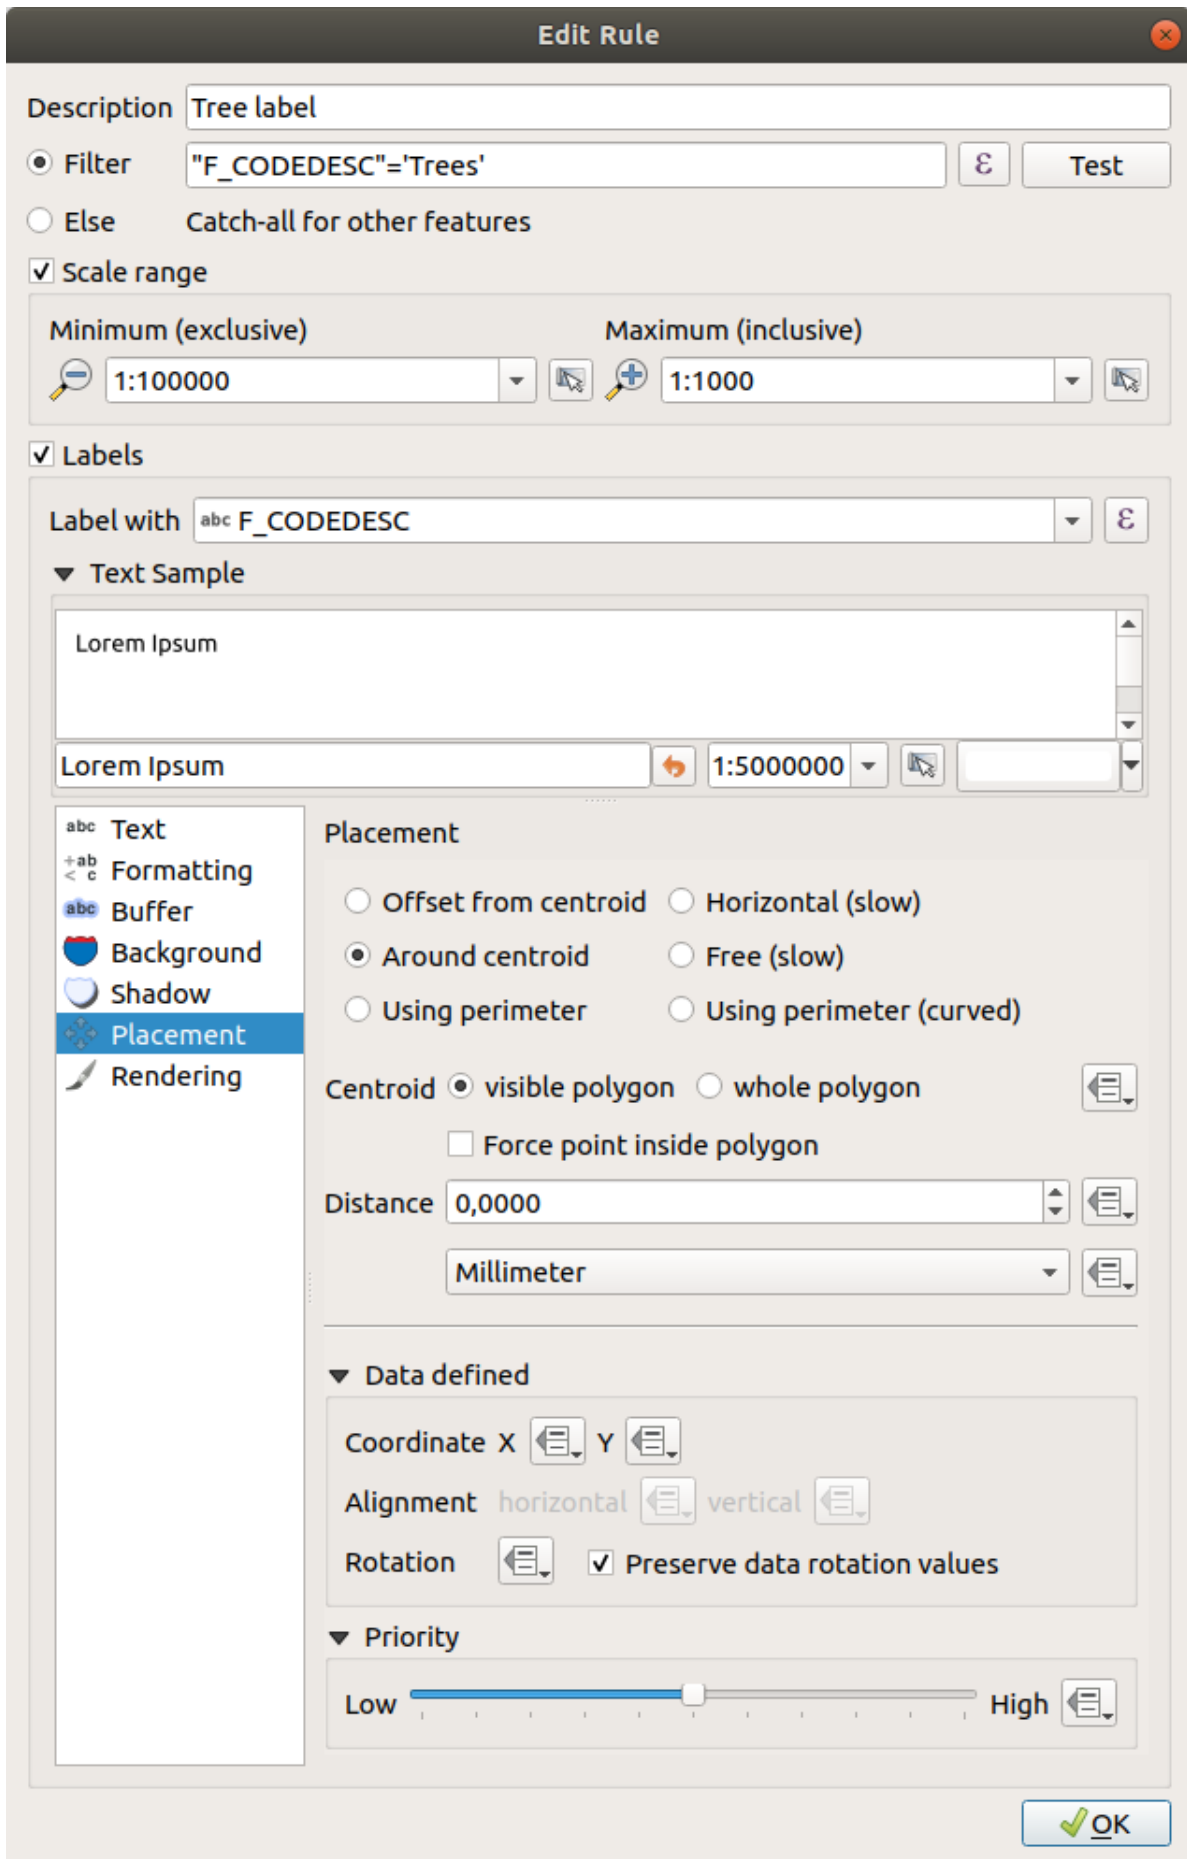 Edit Rule
Description Tree label
Filter "F_CODEDESC"='Trees' ε Test
Else Catch-all for other features
Scale range
Minimum (exclusive) Maximum (inclusive)
1:100000 1:1000
Labels
Label with abc F_CODEDESC ε
Text Sample
Lorem Ipsum
Lorem Ipsum 1:5000000
abc Text
+ab < c Formatting
abc Buffer
Background
Shadow
Placement
Rendering
Placement
Offset from centroid Horizontal (slow)
Around centroid Free (slow)
Using perimeter Using perimeter (curved)
Centroid visible polygon whole polygon
Force point inside polygon
Distance 0,0000
Millimeter
Data defined
Coordinate X Y
Alignment horizontal vertical
Rotation Preserve data rotation values
Priority
Low High
OK